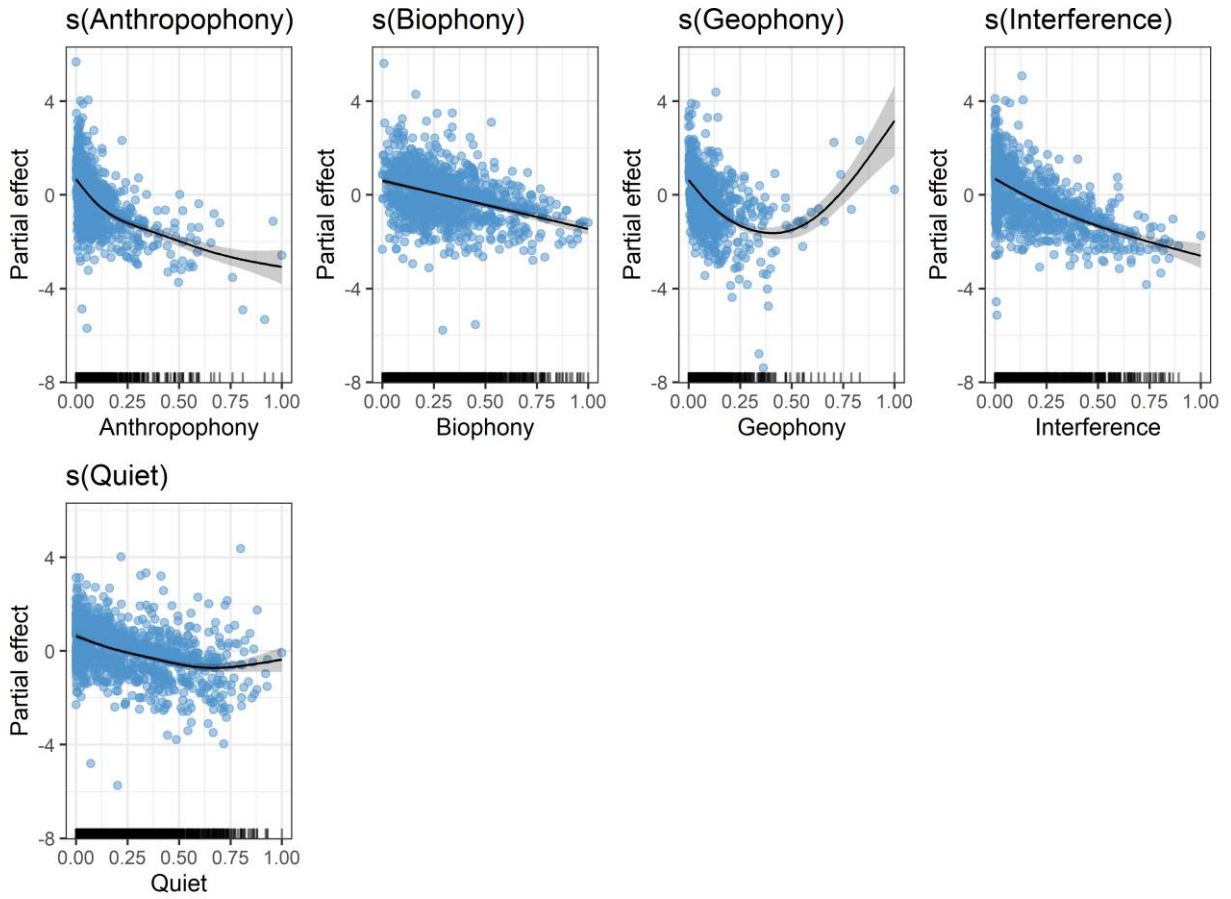 s(Anthropophony) s(Biophony) s(Geophony) s(Interference)
Partial effect Partial effect Partial effect Partial effect
4 4 4 4
0 0 0 0
-4 -4 -4 -4
-8 -8 -8 -8
0.00 0.25 0.50 0.75 1.00 0.00 0.25 0.50 0.75 1.00 0.00 0.25 0.50 0.75 1.00 0.00 0.25 0.50 0.75 1.00
Anthropophony Biophony Geophony Interference
s(Quiet)
Partial effect
4
0
-4
-8
0.00 0.25 0.50 0.75 1.00
Quiet